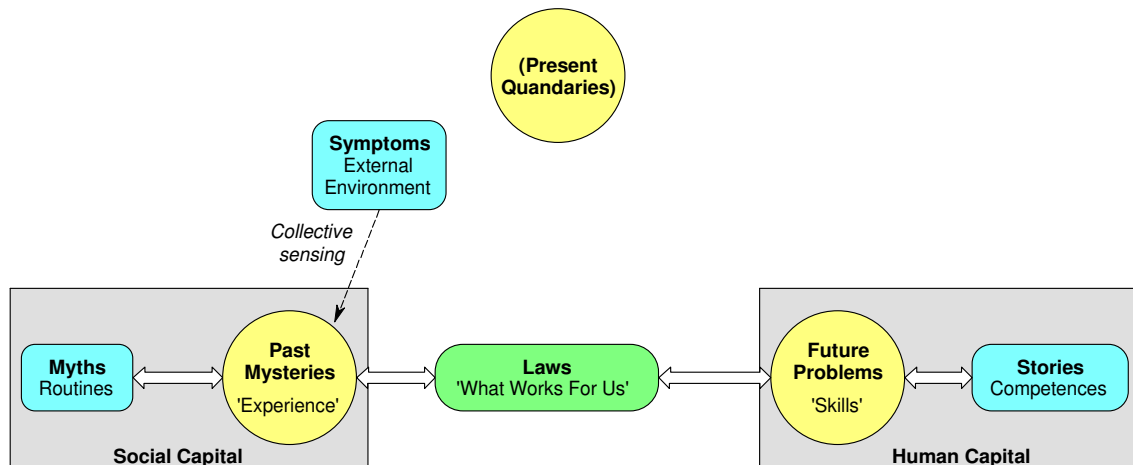 (Present
Quandaries)
Symptoms
External
Environment
Collective
sensing
Myths
Routines
Past
Mysteries
'Experience'
Laws
'What Works For Us'
Future
Problems
'Skills'
Stories
Competences
Social Capital
Human Capital